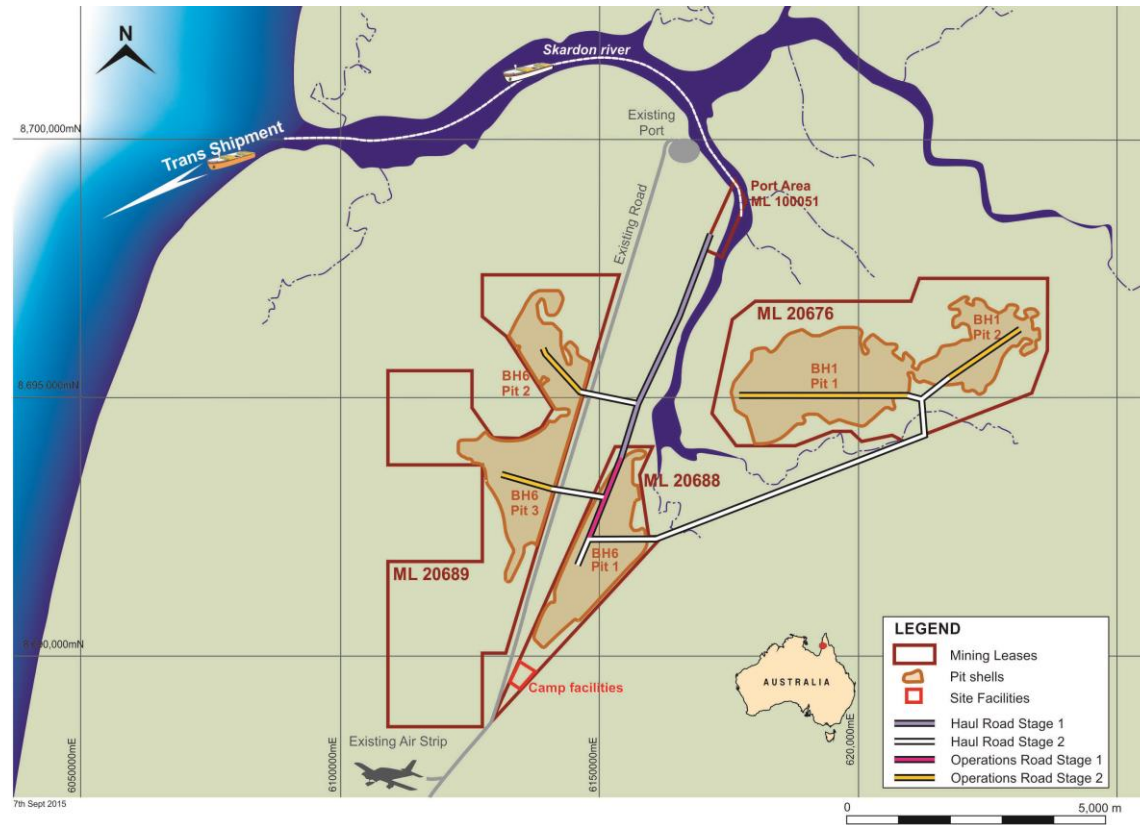 N
Skardon river
Existing
Port
8,700,000mN
Trans Shipment
Port Area
ML 100051
Existing Road
ML 20676
BH1
Pit 2
BH1
Pit 1
BH6
Pit 2
8,695,000mN
ML 20688
BH6
Pit 3
BH6
Pit 1
ML 20689
8,690,000mN
Camp facilities
Existing Air Strip
6050000mE
6100000mE
6150000mE
620,000mE
AUSTRALIA
LEGEND
Mining Leases
Pit shells
Site Facilities
Haul Road Stage 1
Haul Road Stage 2
Operations Road Stage 1
Operations Road Stage 2
7th Sept 2015
0
5,000 m